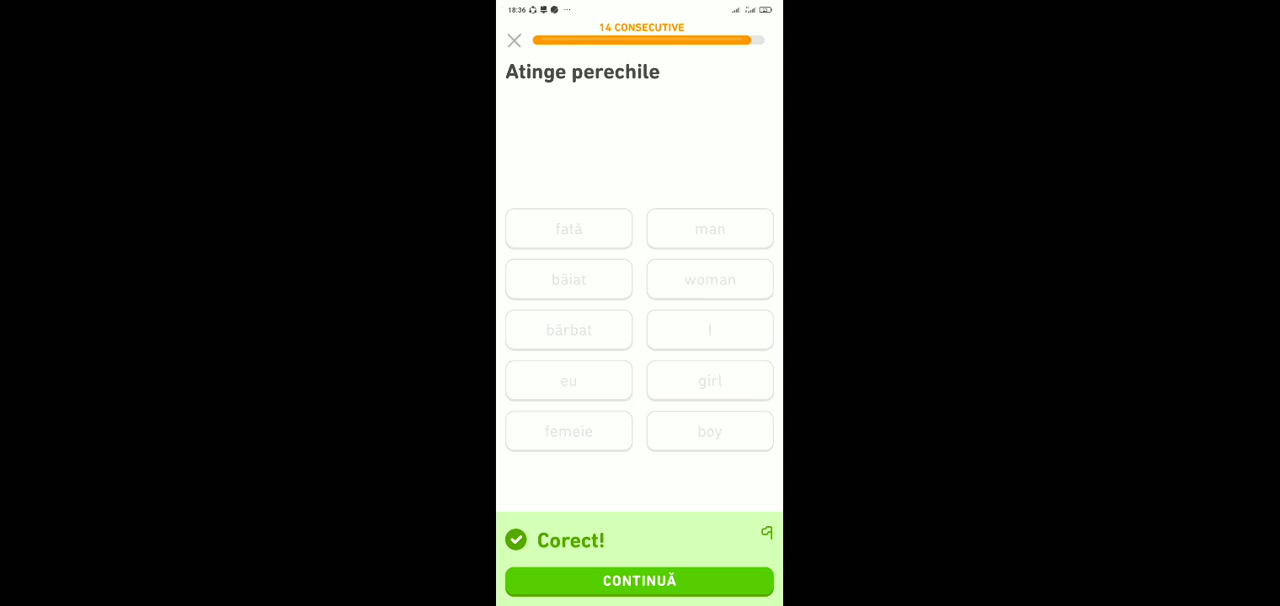 18:36
14 CONSECUTIVE
Atinge perechile
fată man
băiat woman
bărbat I
eu girl
femeie boy
Corect!
CONTINUĂ